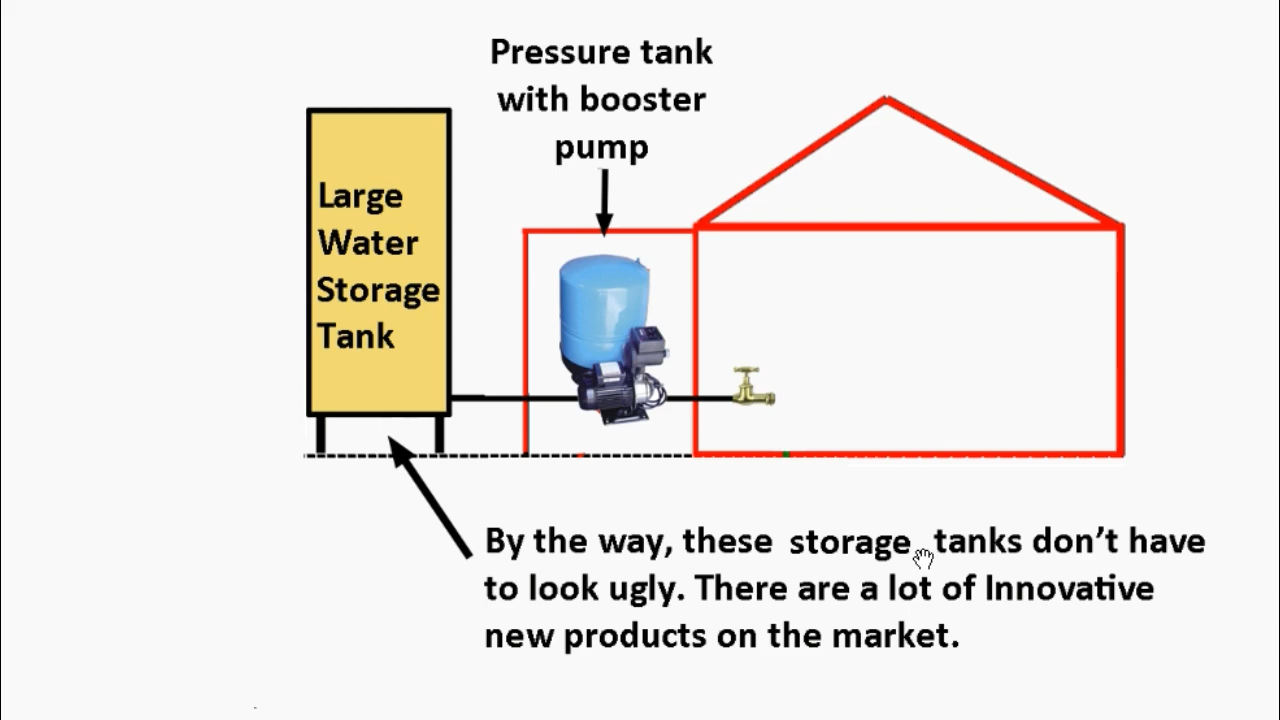 Pressure tank
with booster
pump
Large
Water
Storage
Tank
By the way, these storage tanks don’t have
to look ugly. There are a lot of Innovative
new products on the market.